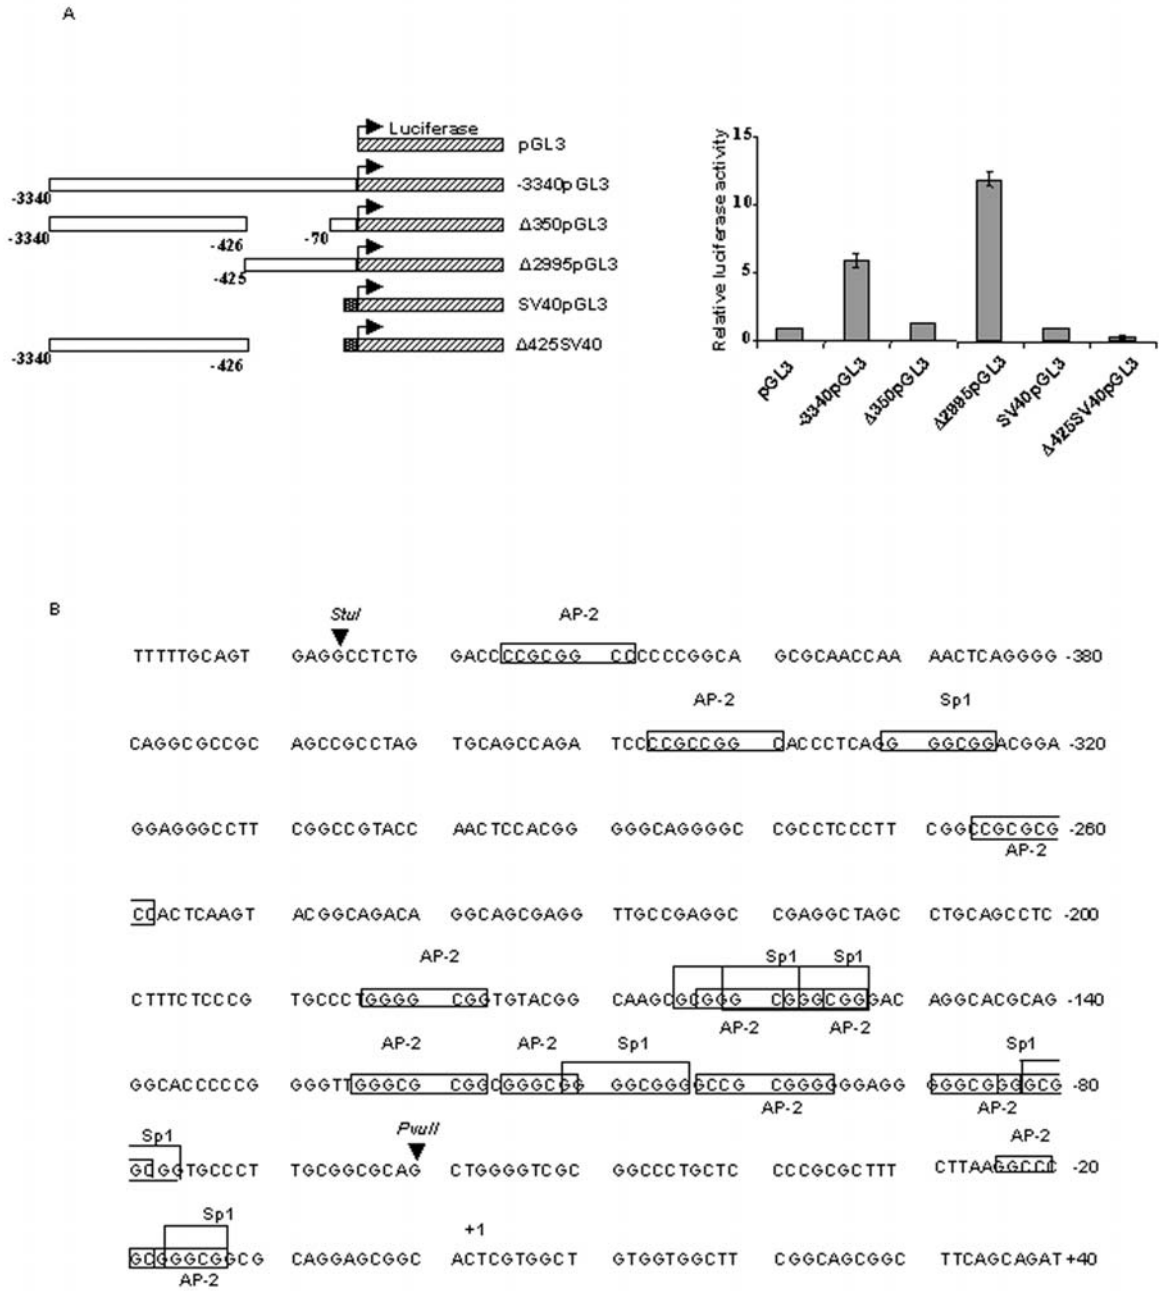 A
Luciferase
pGL3
-3340 -3340pGL3
-3340 -426 -70 Δ350pGL3
-425 Δ2995pGL3
SV40pGL3
-3340 -426 Δ425SV40
Relative luciferase activity
15
10
5
0
pGL3 -3340pGL3 Δ350pGL3 Δ2995pGL3 SV40pGL3 Δ425SV40pGL3
B
StuI AP-2
TTTTTGCAGT GAGGCCTCTG GACCCCGCGG CCCCCCGGCA GCGCAACCAA AACTCAGGGG -380
AP-2 Sp1
CAGGCGCCGC AGCCGCCTAG TGCAGCCAGA TCCCCGCCGG CACCCTCAGG GGCGGACGGA -320
GGAGGGCCTT CGGCCGTACC AACTCCACGG GGGCAGGGGC CGCCTCCCTT CGGCCGCGCG -260
AP-2
CCACTCAAGT ACGGCAGACA GGCAGCGAGG TTGCCGAGGC CGAGGCTAGC CTGCAGCCTC -200
AP-2 Sp1 Sp1
CTTTCTCCCG TGCCCTGGGG CGGTGTACGG CAAGCGCGGG CGGGCGGGAC AGGCACGCAG -140
AP-2 AP-2
AP-2 AP-2 Sp1 Sp1
GGCACCCCCG GGGTTGGGCG CGGCGGGCGG GGCGGGGCCG CGGGGGGAGG GGGCGGGGCG -80
AP-2 AP-2
Sp1 PvuII AP-2
GCGGTGCCCT TGCGGCGCAG CTGGGGTCGC GGCCCTGCTC CCCGCGCTTT CTTAAGGCCC -20
Sp1 +1
GCGGGCGGCG CAGGAGCGGC ACTCGTGGCT GTGGTGGCTT CGGCAGCGGC TTCAGCAGAT +40
AP-2